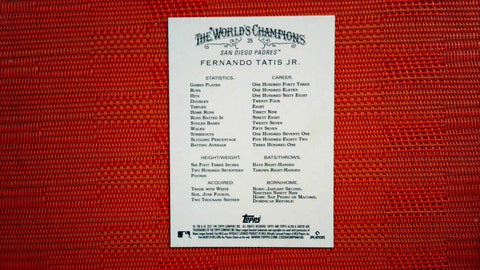 THE WORLD'S CHAMPIONS
35
SAN DIEGO PADRES™
FERNANDO TATIS JR.
STATISTICS. CAREER.
GAMES PLAYED ONE HUNDRED FORTY THREE
RUNS ONE HUNDRED ELEVEN
HITS ONE HUNDRED SIXTY EIGHT
DOUBLES TWENTY FOUR
TRIPLES EIGHT
HOME RUNS THIRTY NINE
RUNS BATTED IN NINETY EIGHT
STOLEN BASES TWENTY SEVEN
WALKS FIFTY SEVEN
STRIKEOUTS ONE HUNDRED SEVENTY ONE
SLUGGING PERCENTAGE FIVE HUNDRED EIGHTY TWO
BATTING AVERAGE THREE HUNDRED ONE
HEIGHT/WEIGHT. BATS/THROWS.
SIX FOOT THREE INCHES BATS RIGHT-HANDED
TWO HUNDRED SEVENTEEN THROWS RIGHT-HANDED
POUNDS
ACQUIRED. BORN/HOME.
TRADE WITH WHITE BORN: JANUARY SECOND,
SOX, JUNE FOURTH, NINETEEN NINETY NINE
TWO THOUSAND SIXTEEN HOME: SAN PEDRO DE MACORIS,
DOMINICAN REPUBLIC
Topps